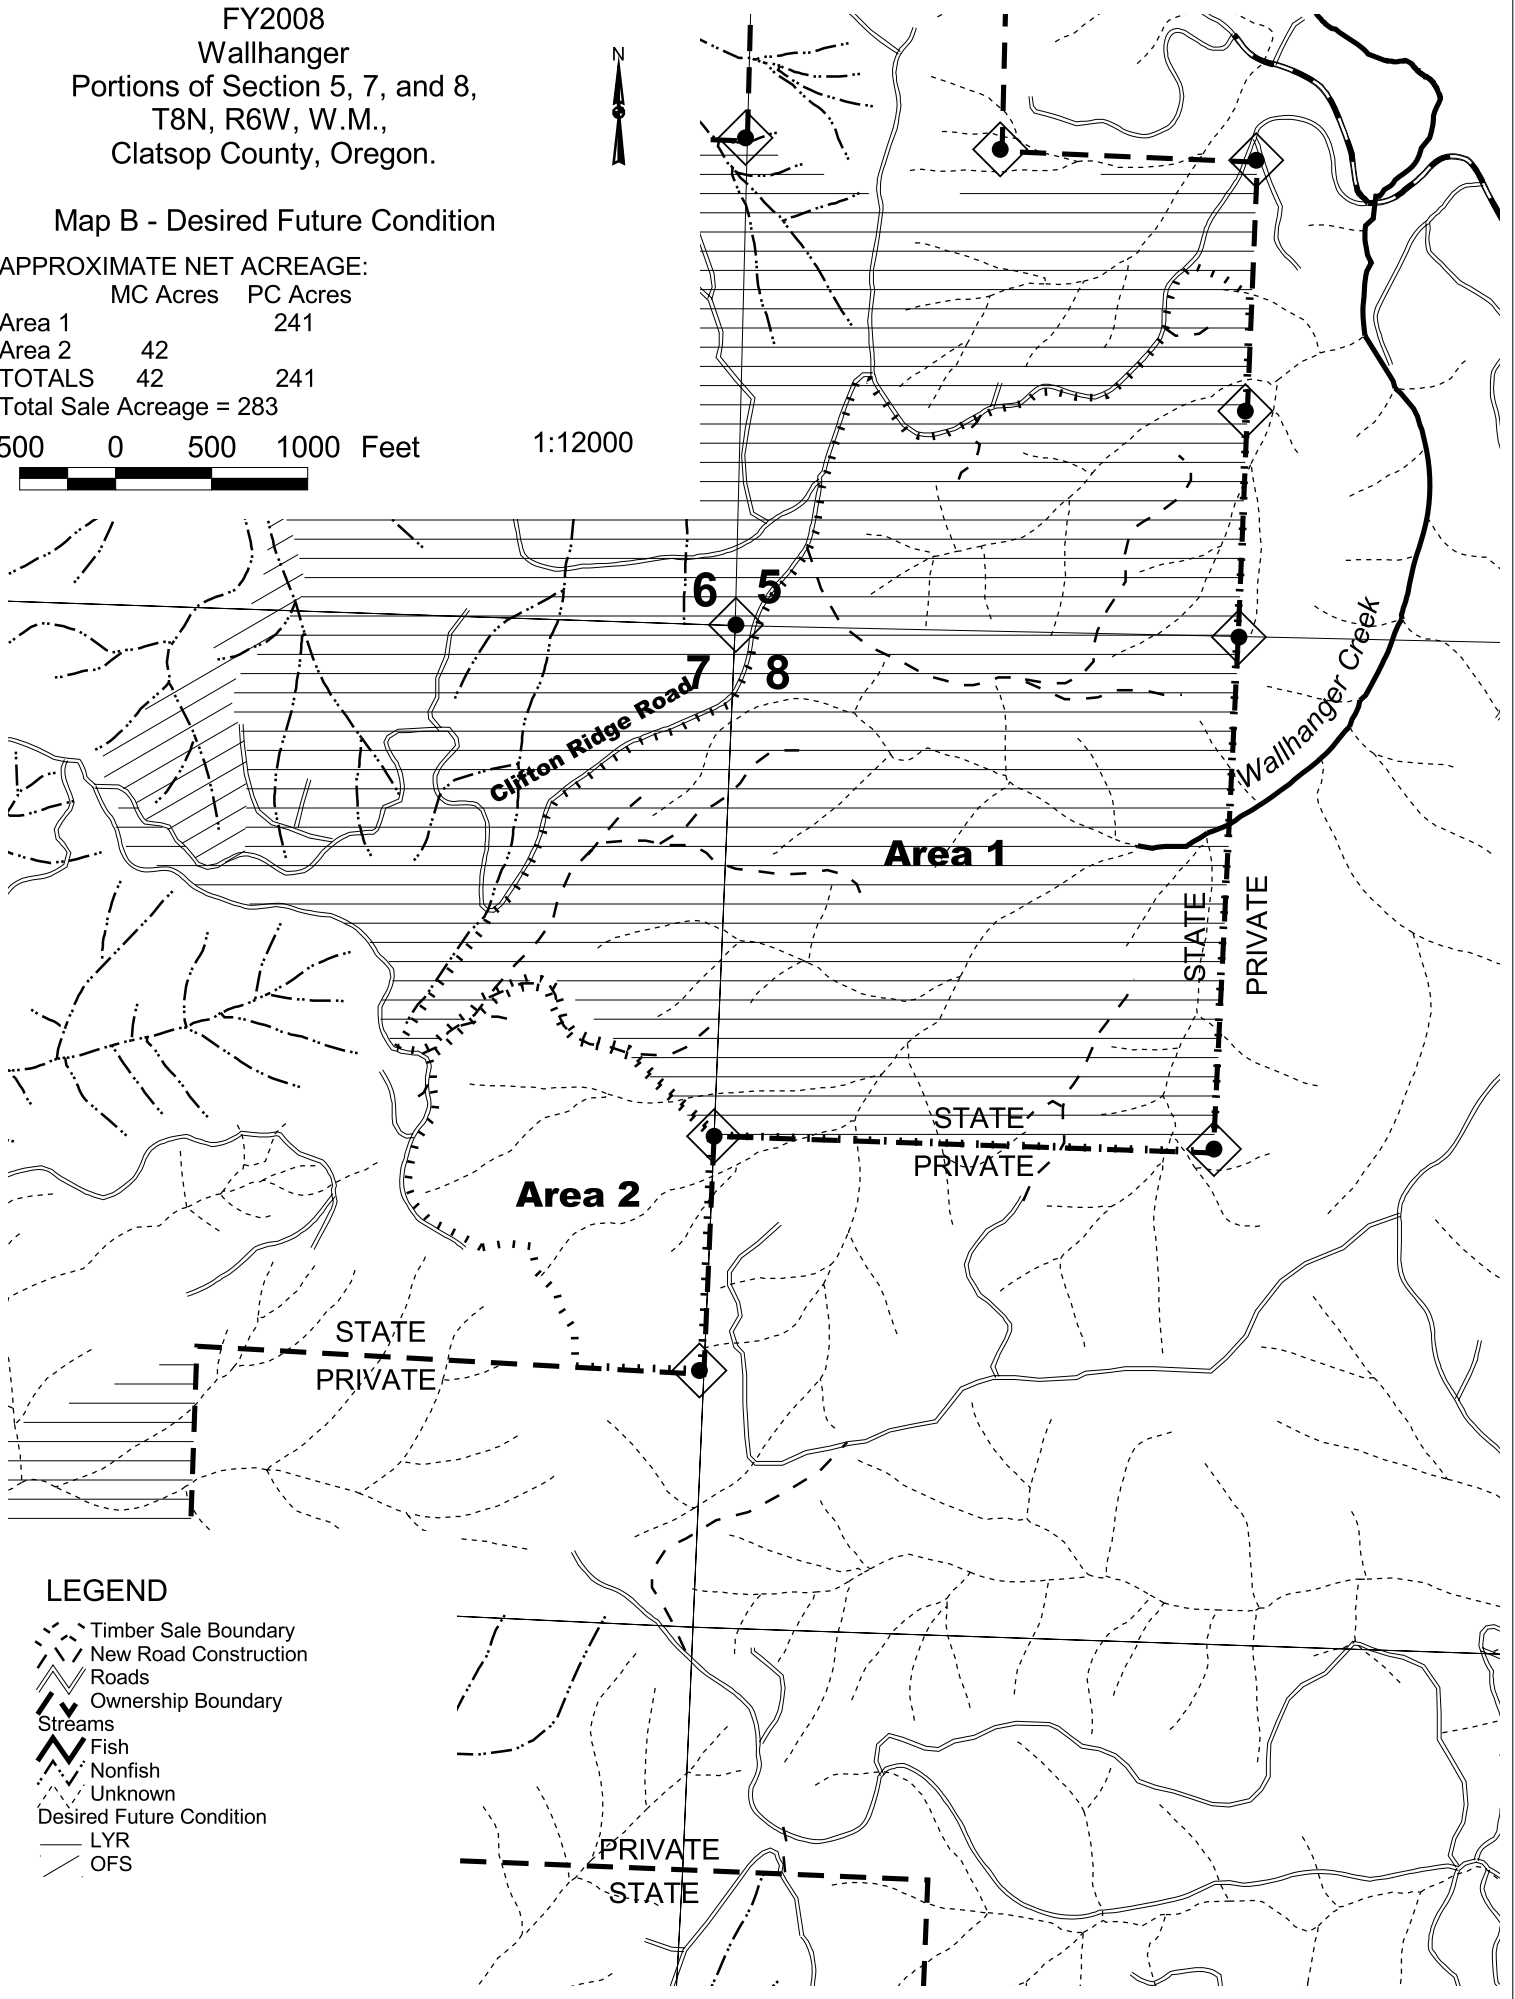 FY2008
Wallhanger
Portions of Section 5, 7, and 8,
T8N, R6W, W.M.,
Clatsop County, Oregon.
N
Map B - Desired Future Condition
APPROXIMATE NET ACREAGE:
MC Acres PC Acres
Area 1 241
Area 2 42
TOTALS 42 241
Total Sale Acreage = 283
500 0 500 1000 Feet 1:12000
6 5
7 8
Clifton Ridge Road
Wallhanger Creek
Area 1
STATE
PRIVATE
STATE
PRIVATE
Area 2
STATE
PRIVATE
LEGEND
Timber Sale Boundary
New Road Construction
Roads
Ownership Boundary
Streams
Fish
Nonfish
Unknown
Desired Future Condition
LYR
OFS
PRIVATE
STATE